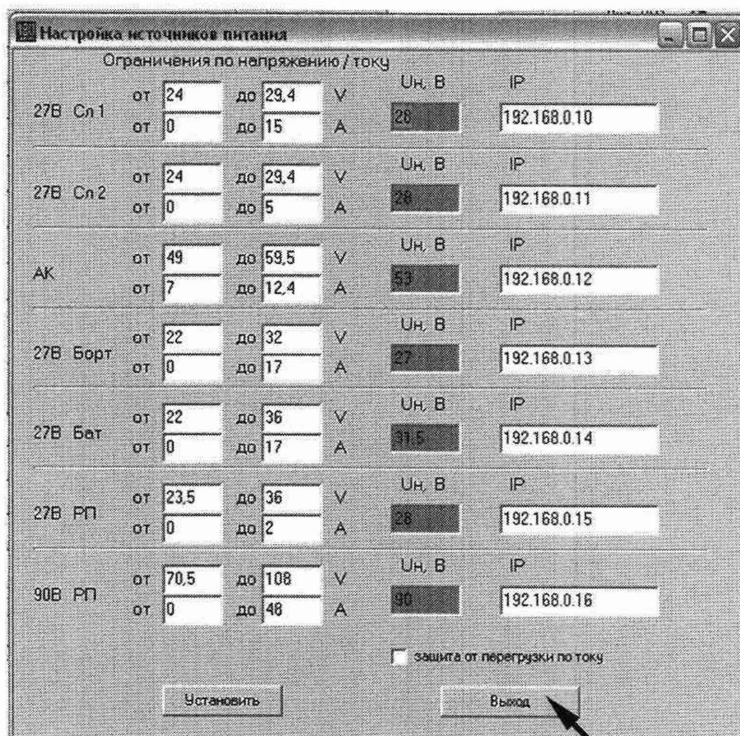 Настройка источников питания
Ограничения по напряжению / току
27В Сл 1 от 24 до 29,4 V Uн, В IP
от 0 до 15 A 28 192.168.0.10
27В Сл 2 от 24 до 29,4 V Uн, В IP
от 0 до 5 A 28 192.168.0.11
АК от 49 до 59,5 V Uн, В IP
от 7 до 12,4 A 53 192.168.0.12
27В Борт от 22 до 32 V Uн, В IP
от 0 до 17 A 27 192.168.0.13
27В Бат от 22 до 36 V Uн, В IP
от 0 до 17 A 31,5 192.168.0.14
27В РП от 23,5 до 36 V Uн, В IP
от 0 до 2 A 28 192.168.0.15
90В РП от 70,5 до 108 V Uн, В IP
от 0 до 48 A 90 192.168.0.16
защита от перегрузки по току
Установить Выход